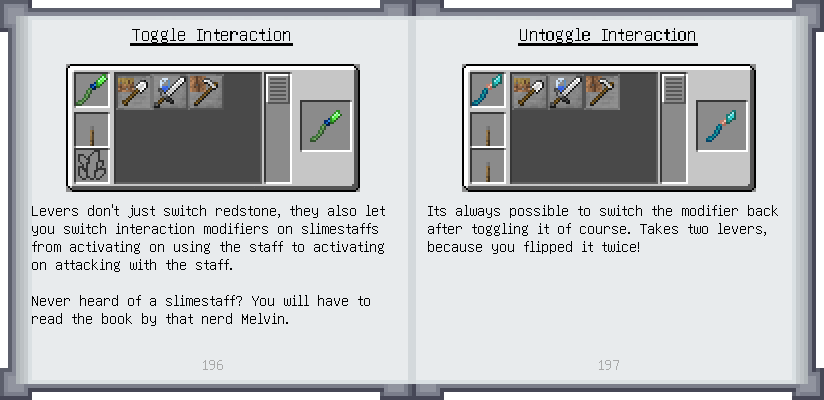 Toggle Interaction
Levers don't just switch redstone, they also let
you switch interaction modifiers on slimestaffs
from activating on using the staff to activating
on attacking with the staff.
Never heard of a slimestaff? You will have to
read the book by that nerd Melvin.
196
Untoggle Interaction
Its always possible to switch the modifier back
after toggling it of course. Takes two levers,
because you flipped it twice!
197